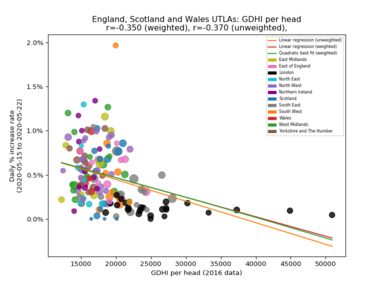 England, Scotland and Wales UTLAs: GDHI per head
r=-0.350 (weighted), r=-0.370 (unweighted),
Linear regression (unweighted)
Linear regression (weighted)
Quadratic best fit (weighted)
East Midlands
East of England
London
North East
North West
Northern Ireland
Scotland
South East
South West
Wales
West Midlands
Yorkshire and The Humber
Daily % increase rate
(2020-05-15 to 2020-05-22)
2.0%
1.5%
1.0%
0.5%
0.0%
15000 20000 25000 30000 35000 40000 45000 50000
GDHI per head (2016 data)